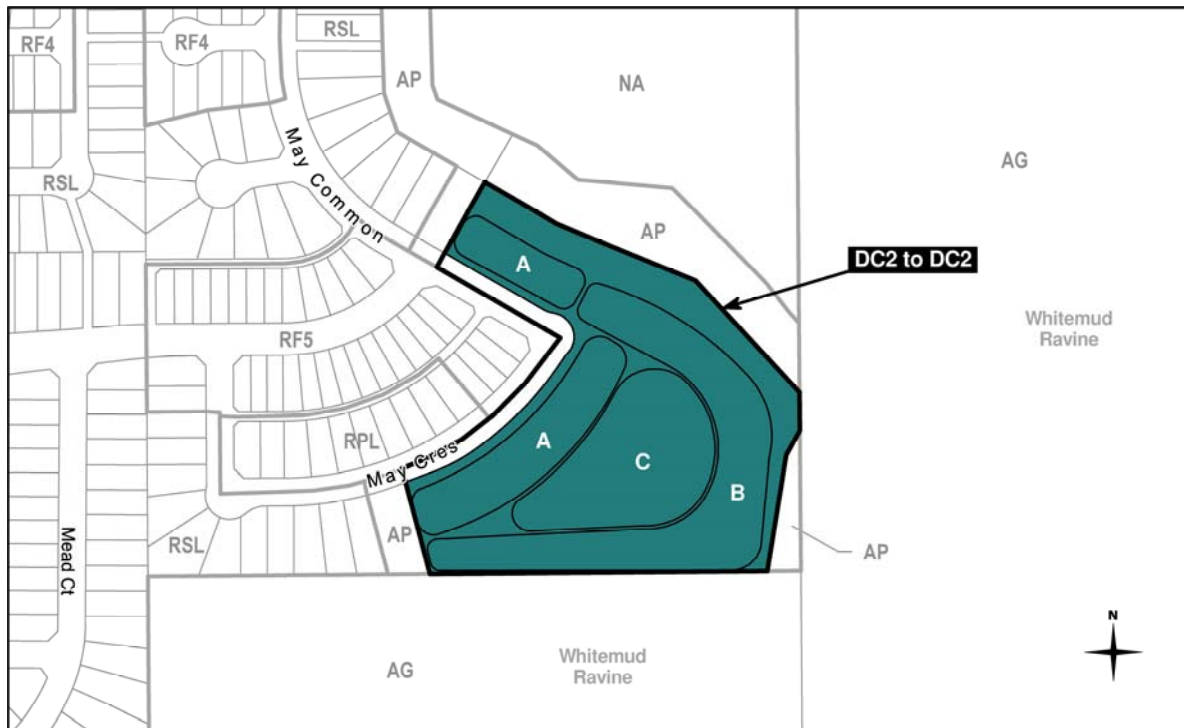 RF4
RF4
RSL
AP
NA
AG
May Common
RSL
AP
DC2 to DC2
A
Whitemud
Ravine
RF5
A
C
B
RPL
May Cres
AP
RSL
AP
Mead Ct
N
Whitemud
Ravine
AG